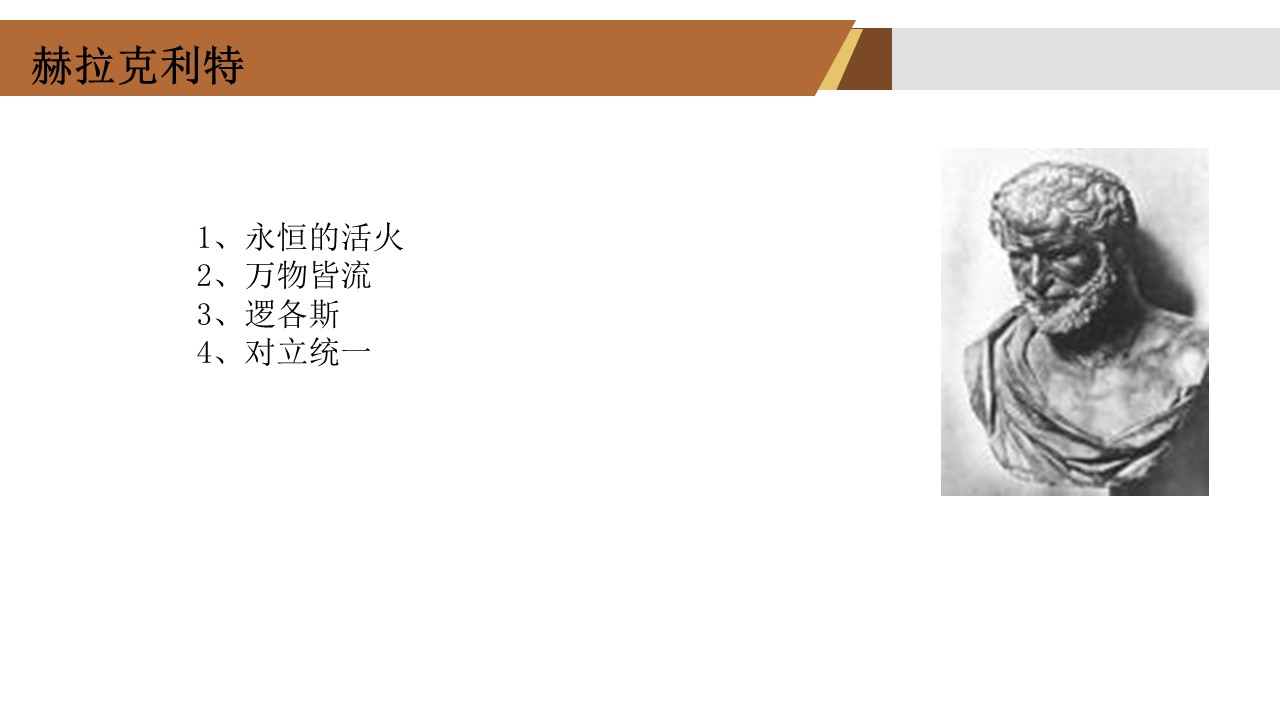 赫拉克利特
1、永恒的活火
2、万物皆流
3、逻各斯
4、对立统一